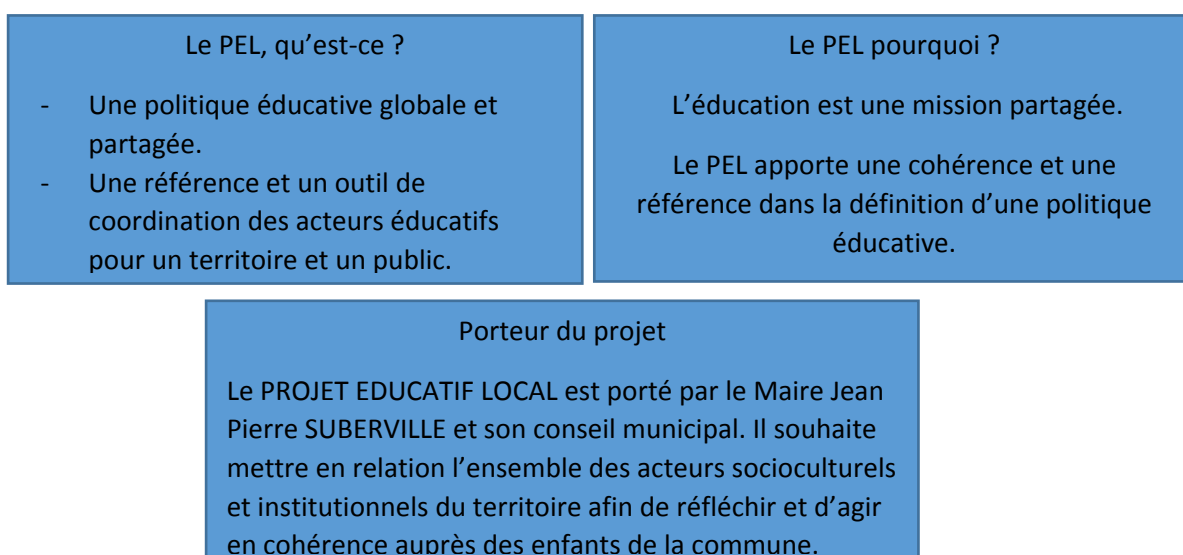 Le PEL, qu’est-ce ?
- Une politique éducative globale et
partagée.
- Une référence et un outil de
coordination des acteurs éducatifs
pour un territoire et un public.
Le PEL pourquoi ?
L’éducation est une mission partagée.
Le PEL apporte une cohérence et une
référence dans la définition d’une politique
éducative.
Porteur du projet
Le PROJET EDUCATIF LOCAL est porté par le Maire Jean
Pierre SUBERVILLE et son conseil municipal. Il souhaite
mettre en relation l’ensemble des acteurs socioculturels
et institutionnels du territoire afin de réfléchir et d’agir
en cohérence auprès des enfants de la commune.